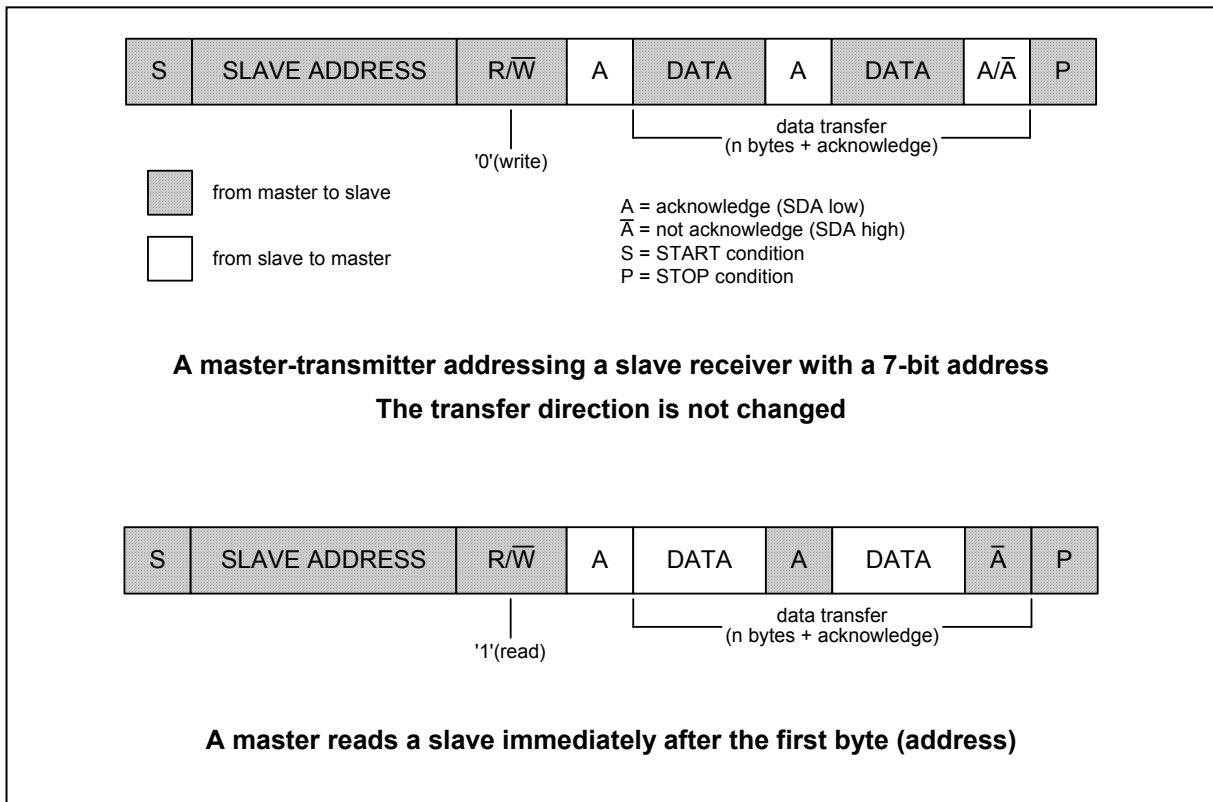 S SLAVE ADDRESS R/W̅ A DATA A DATA A/A̅ P
data transfer
(n bytes + acknowledge)
'0'(write)
from master to slave
from slave to master
A = acknowledge (SDA low)
A̅ = not acknowledge (SDA high)
S = START condition
P = STOP condition
A master-transmitter addressing a slave receiver with a 7-bit address
The transfer direction is not changed
S SLAVE ADDRESS R/W̅ A DATA A DATA A̅ P
data transfer
(n bytes + acknowledge)
'1'(read)
A master reads a slave immediately after the first byte (address)